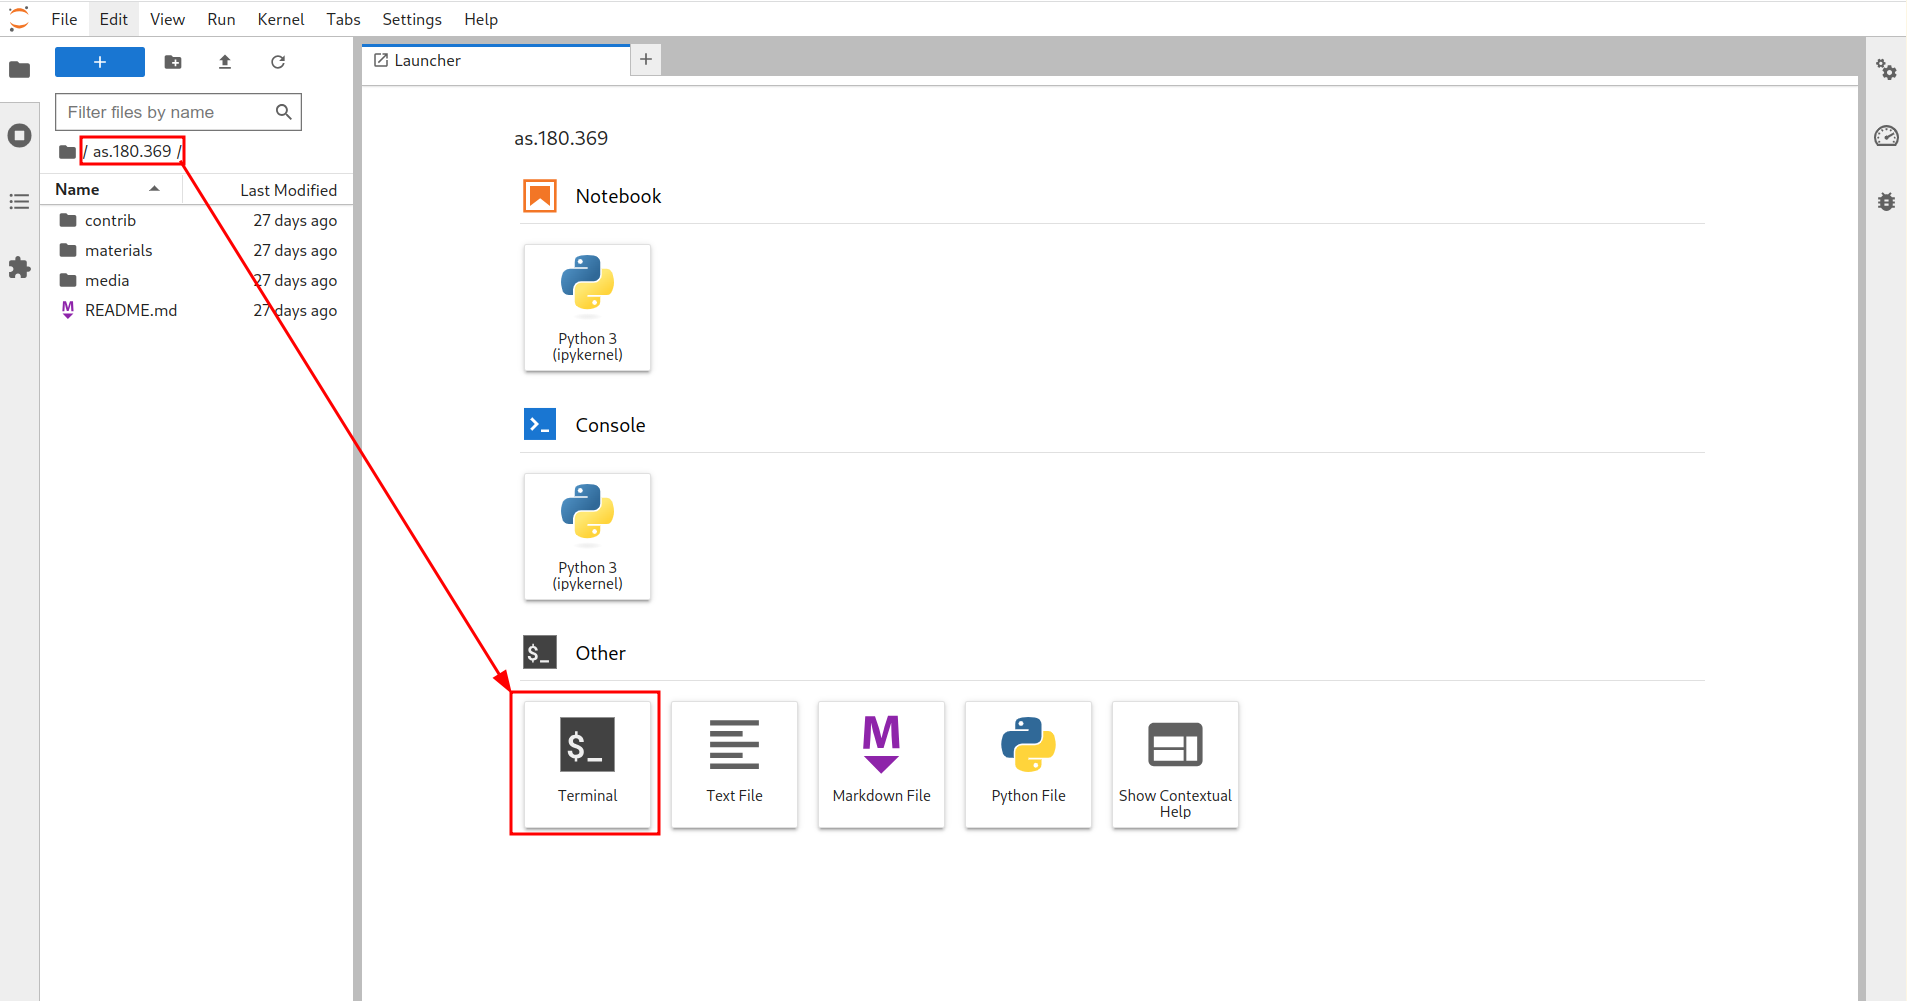 File Edit View Run Kernel Tabs Settings Help
+
Launcher
+
Filter files by name
/ as.180.369 /
Name Last Modified
contrib 27 days ago
materials 27 days ago
media 27 days ago
M README.md 27 days ago
as.180.369
Notebook
Python 3
(ipykernel)
>_ Console
Python 3
(ipykernel)
$_ Other
$_
Terminal
Text File
M
Markdown File
Python File
Show Contextual
Help